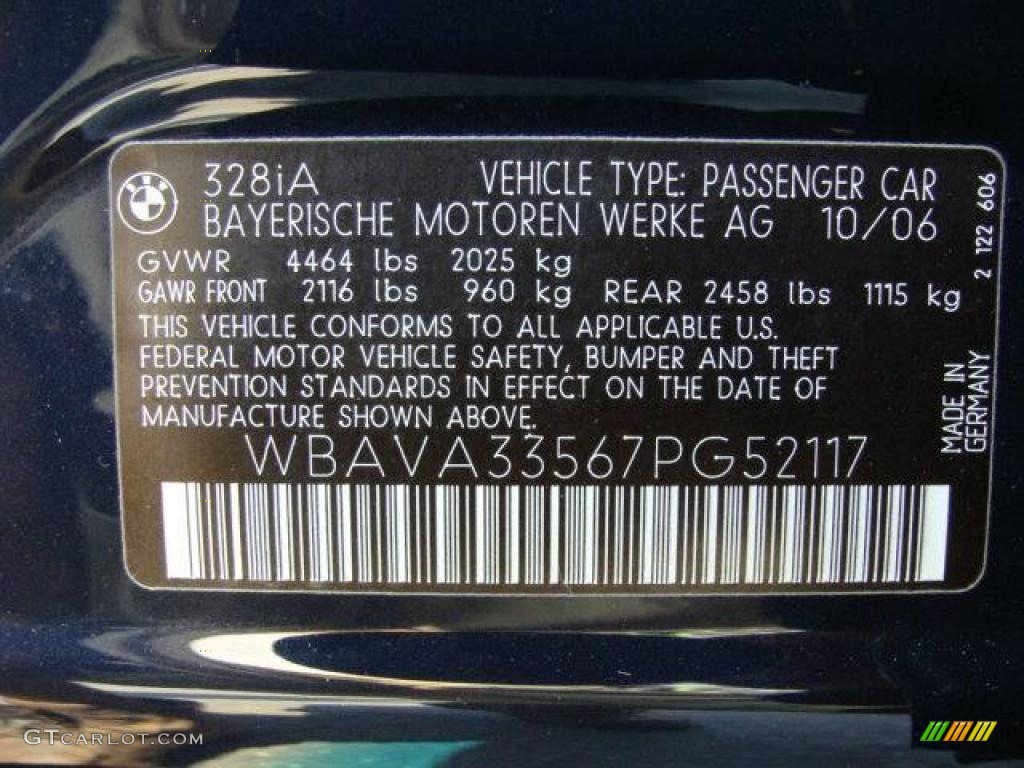 328iA VEHICLE TYPE: PASSENGER CAR
BAYERISCHE MOTOREN WERKE AG 10/06
GVWR 4464 lbs 2025 kg
GAWR FRONT 2116 lbs 960 kg REAR 2458 lbs 1115 kg
THIS VEHICLE CONFORMS TO ALL APPLICABLE U.S.
FEDERAL MOTOR VEHICLE SAFETY, BUMPER AND THEFT
PREVENTION STANDARDS IN EFFECT ON THE DATE OF
MANUFACTURE SHOWN ABOVE.
WBAVA33567PG52117
2 122 606
MADE IN
GERMANY
GTCARLOT.COM